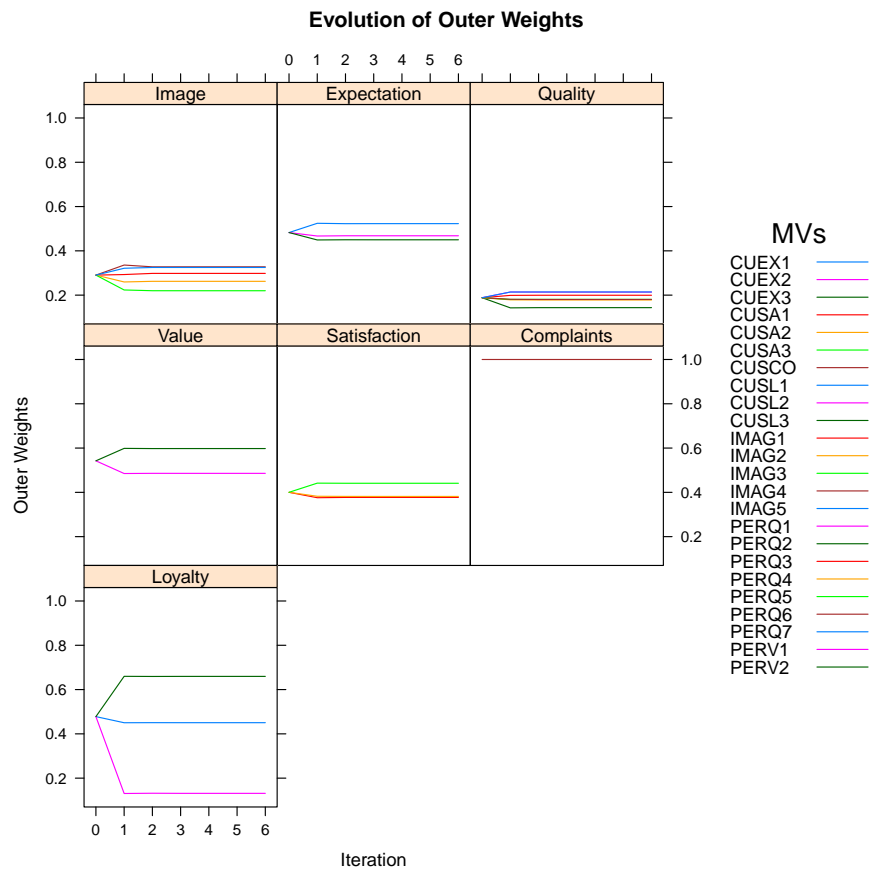 Evolution of Outer Weights
0 1 2 3 4 5 6
Image Expectation Quality
1.0
0.8
0.6
0.4
0.2
Value Satisfaction Complaints
1.0
0.8
0.6
0.4
0.2
Loyalty
1.0
0.8
0.6
0.4
0.2
0 1 2 3 4 5 6
Iteration
Outer Weights
MVs
CUEX1
CUEX2
CUEX3
CUSA1
CUSA2
CUSA3
CUSCO
CUSL1
CUSL2
CUSL3
IMAG1
IMAG2
IMAG3
IMAG4
IMAG5
PERQ1
PERQ2
PERQ3
PERQ4
PERQ5
PERQ6
PERQ7
PERV1
PERV2